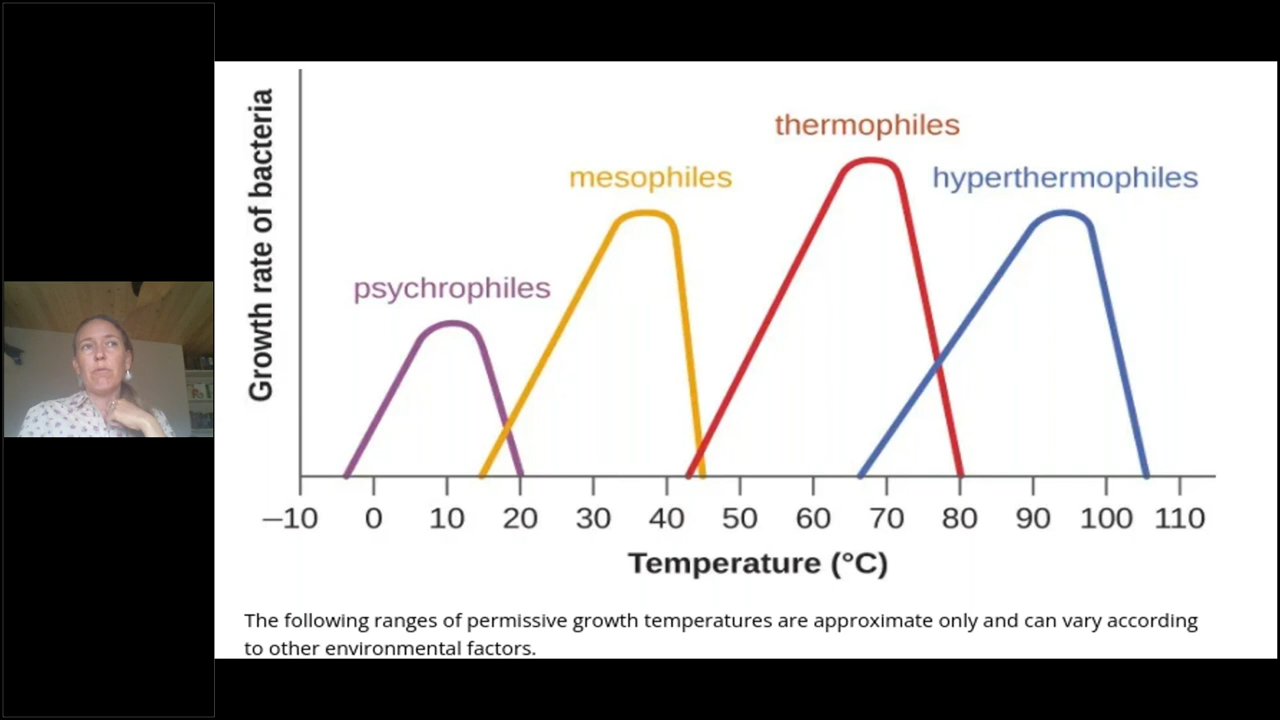 Growth rate of bacteria
thermophiles
mesophiles
hyperthermophiles
psychrophiles
–10 0 10 20 30 40 50 60 70 80 90 100 110
Temperature (°C)
The following ranges of permissive growth temperatures are approximate only and can vary according
to other environmental factors.